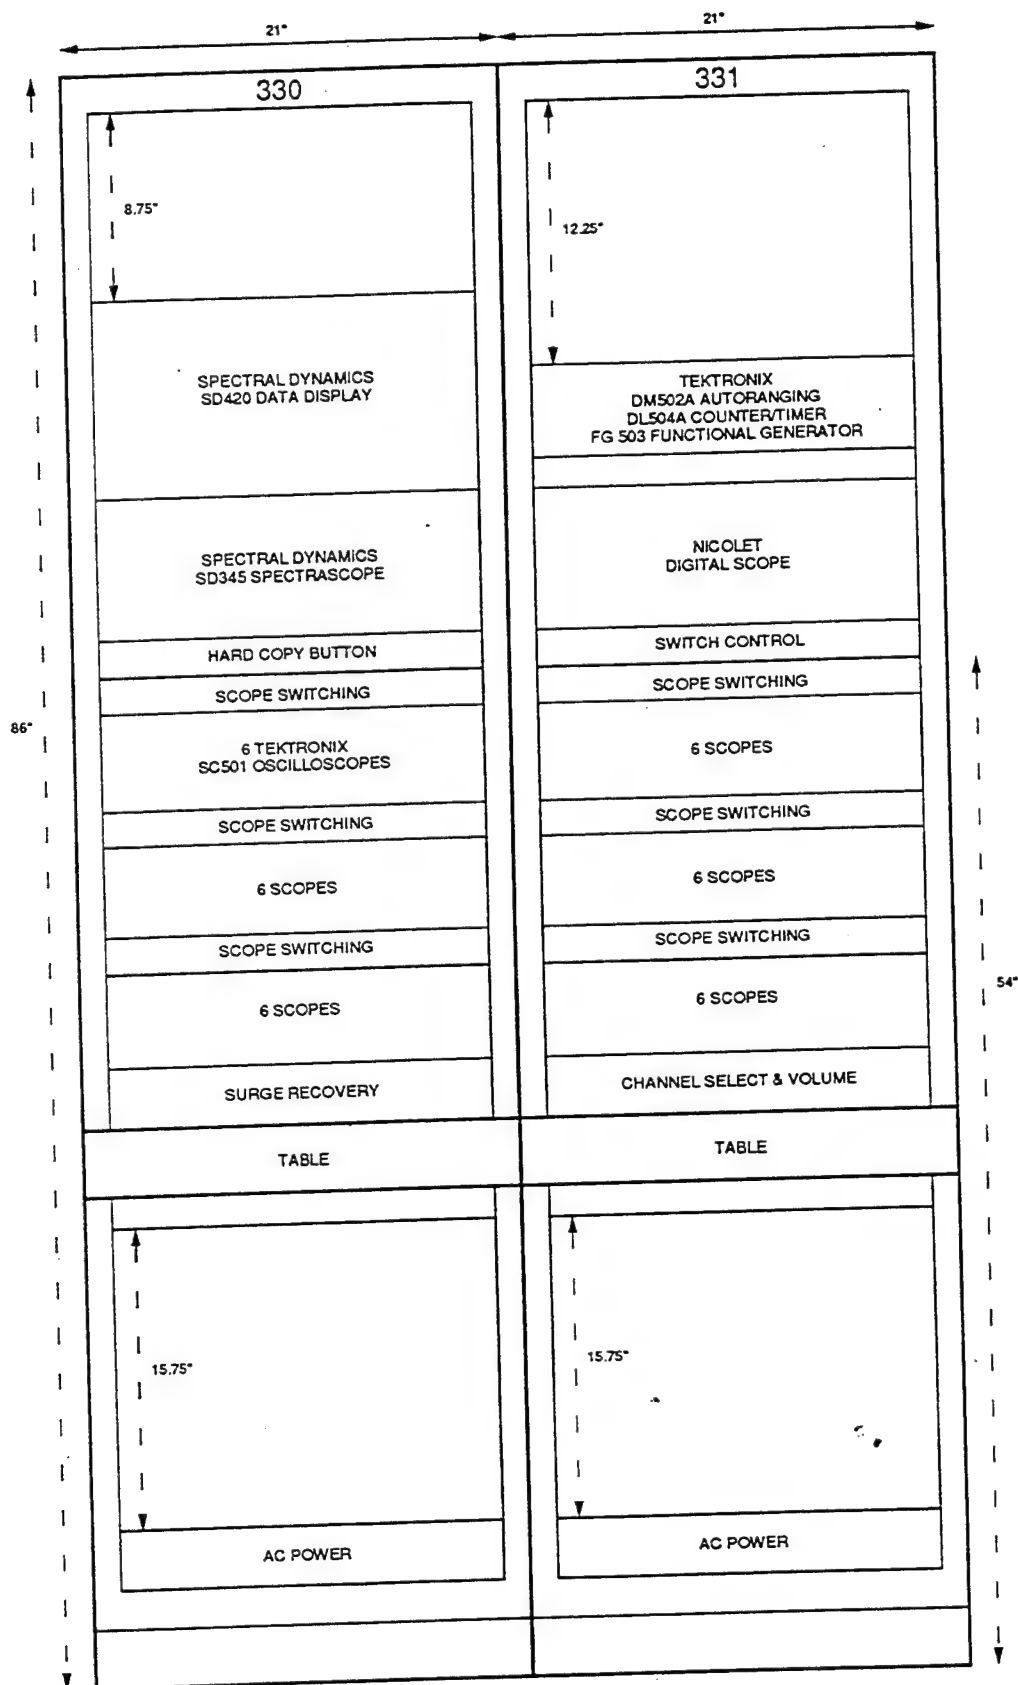 21"
21"
330
331
8.75"
12.25"
SPECTRAL DYNAMICS
SD420 DATA DISPLAY
TEKTRONIX
DM502A AUTORANGING
DL504A COUNTER/TIMER
FG 503 FUNCTIONAL GENERATOR
SPECTRAL DYNAMICS
SD345 SPECTRASCOPE
NICOLET
DIGITAL SCOPE
HARD COPY BUTTON
SWITCH CONTROL
SCOPE SWITCHING
SCOPE SWITCHING
86"
6 TEKTRONIX
SC501 OSCILLOSCOPES
6 SCOPES
SCOPE SWITCHING
SCOPE SWITCHING
6 SCOPES
6 SCOPES
SCOPE SWITCHING
SCOPE SWITCHING
54"
6 SCOPES
6 SCOPES
SURGE RECOVERY
CHANNEL SELECT & VOLUME
TABLE
TABLE
15.75"
15.75"
AC POWER
AC POWER